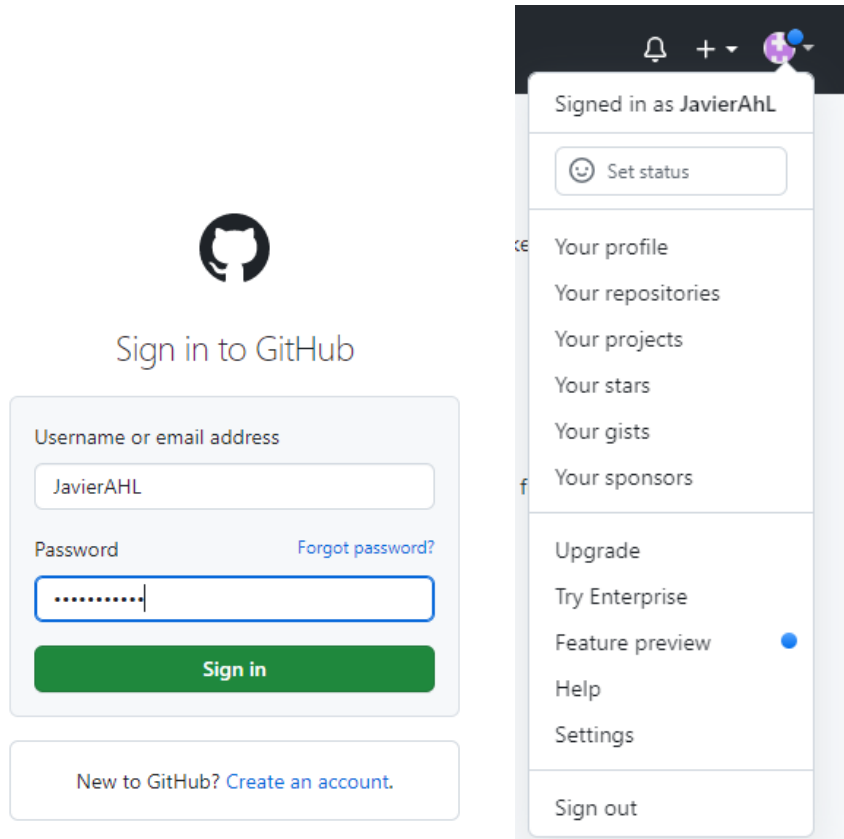 Sign in to GitHub
Username or email address
JavierAHL
Password Forgot password?
•••••••••••
Sign in
New to GitHub? Create an account.
Signed in as JavierAhL
Set status
Your profile
Your repositories
Your projects
Your stars
Your gists
Your sponsors
Upgrade
Try Enterprise
Feature preview
Help
Settings
Sign out